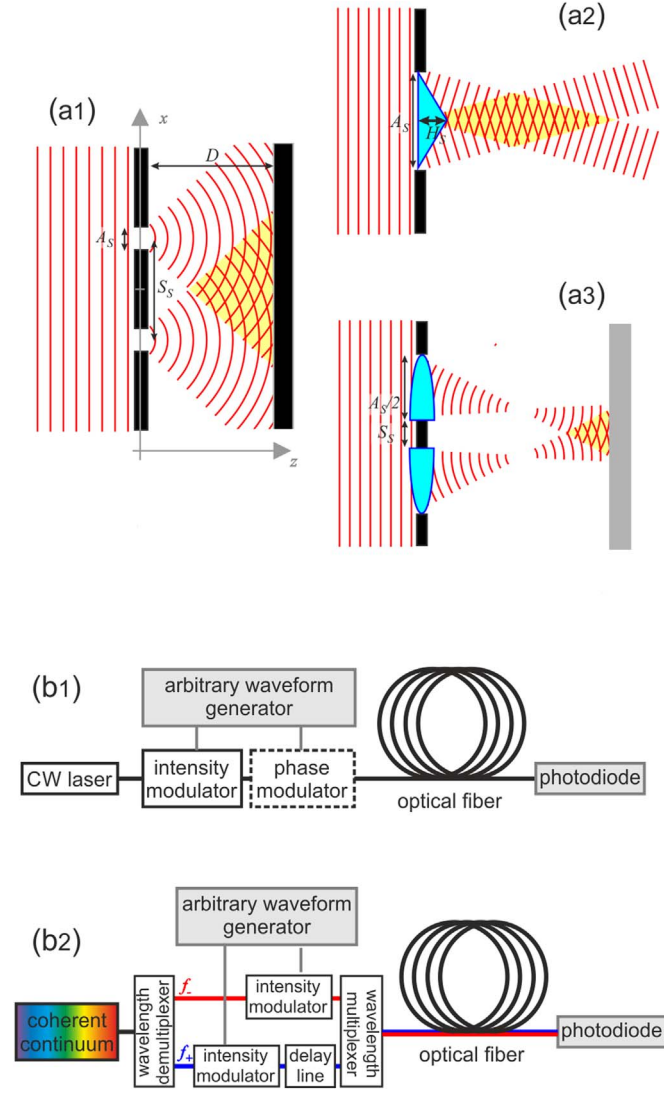 (a1)
x
D
A_S
S_S
z
(a2)
A_S
H_S
(a3)
A_S/2
S_S
(b1)
arbitrary waveform
generator
CW laser
intensity
modulator
phase
modulator
optical fiber
photodiode
(b2)
arbitrary waveform
generator
coherent
continuum
wavelength
demultiplexer
f_-
intensity
modulator
f_+
intensity
modulator
delay
line
wavelength
multiplexer
optical fiber
photodiode